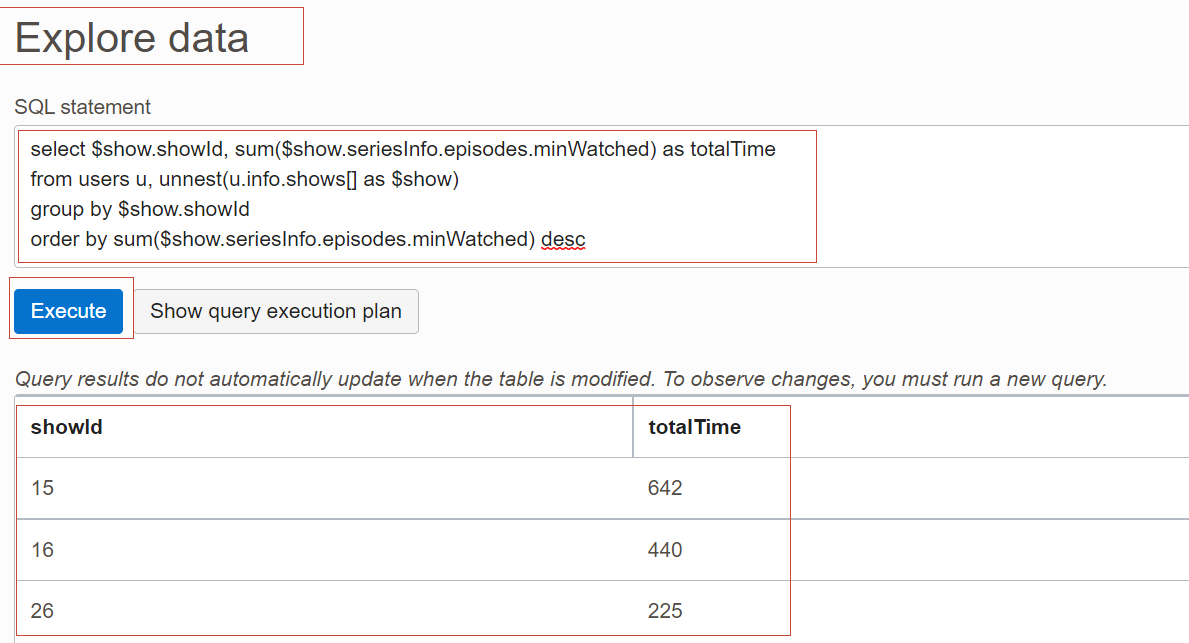 Explore data
SQL statement
select $show.showId, sum($show.seriesInfo.episodes.minWatched) as totalTime
from users u, unnest(u.info.shows[] as $show)
group by $show.showId
order by sum($show.seriesInfo.episodes.minWatched) desc
Execute Show query execution plan
Query results do not automatically update when the table is modified. To observe changes, you must run a new query.
showId totalTime
15 642
16 440
26 225